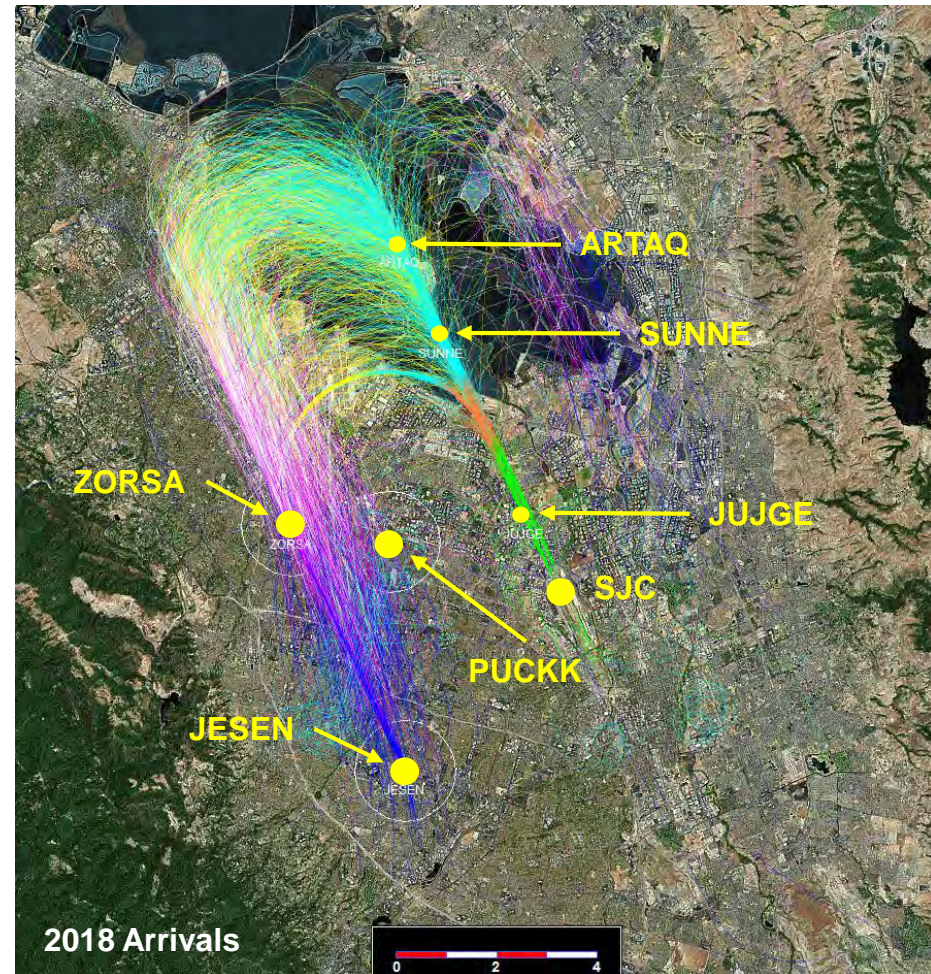 ARTAQ
ARTAQ
SUNNE
SUNNE
ZORSA
JUJGE
ZORSA
JUJGE
SJC
PUCKK
JESEN
JESEN
2018 Arrivals
0 2 4